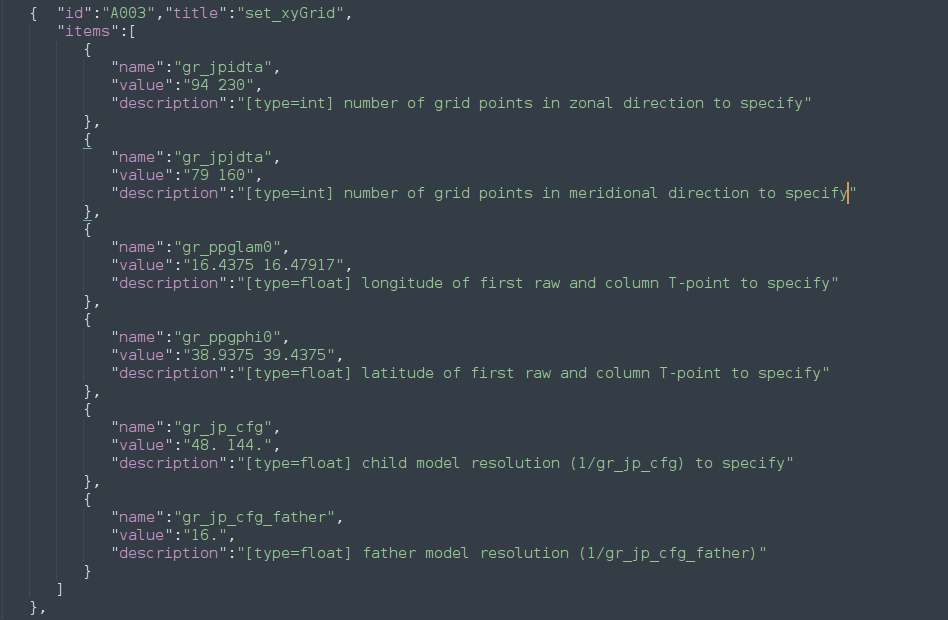 {  "id":"A003","title":"set_xyGrid",
"items":[
{
"name":"gr_jpidta",
"value":"94 230",
"description":"[type=int] number of grid points in zonal direction to specify"
},
{
"name":"gr_jpjdta",
"value":"79 160",
"description":"[type=int] number of grid points in meridional direction to specify"
},
{
"name":"gr_ppglam0",
"value":"16.4375 16.47917",
"description":"[type=float] longitude of first raw and column T-point to specify"
},
{
"name":"gr_ppgphi0",
"value":"38.9375 39.4375",
"description":"[type=float] latitude of first raw and column T-point to specify"
},
{
"name":"gr_jp_cfg",
"value":"48. 144.",
"description":"[type=float] child model resolution (1/gr_jp_cfg) to specify"
},
{
"name":"gr_jp_cfg_father",
"value":"16.",
"description":"[type=float] father model resolution (1/gr_jp_cfg_father)"
}
]
},